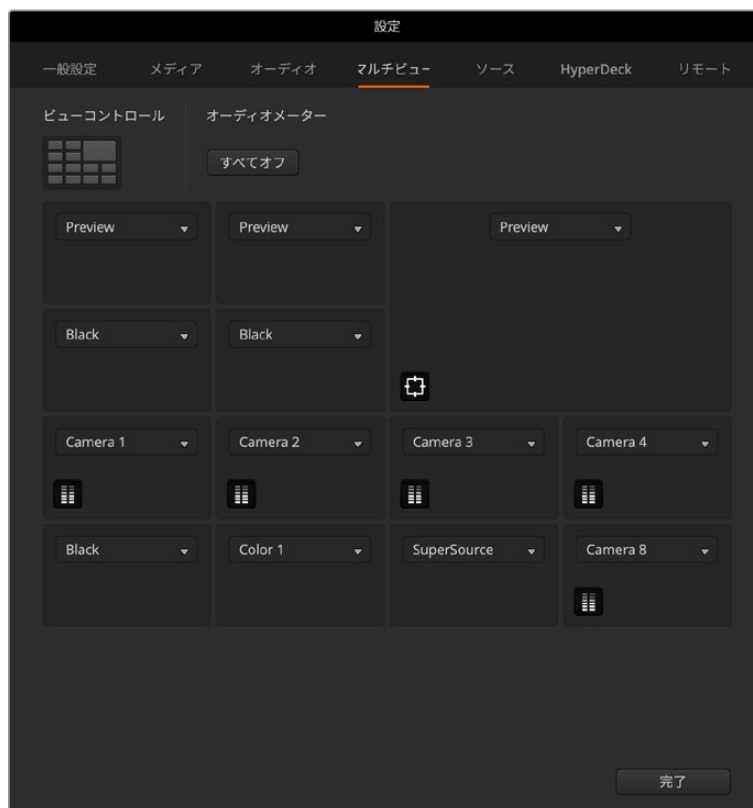 設定
一般設定 メディア オーディオ マルチビュー ソース HyperDeck リモート
ビューコントロール オーディオメーター
すべてオフ
Preview Preview Preview
Black Black
Camera 1 Camera 2 Camera 3 Camera 4
Black Color 1 SuperSource Camera 8
完了